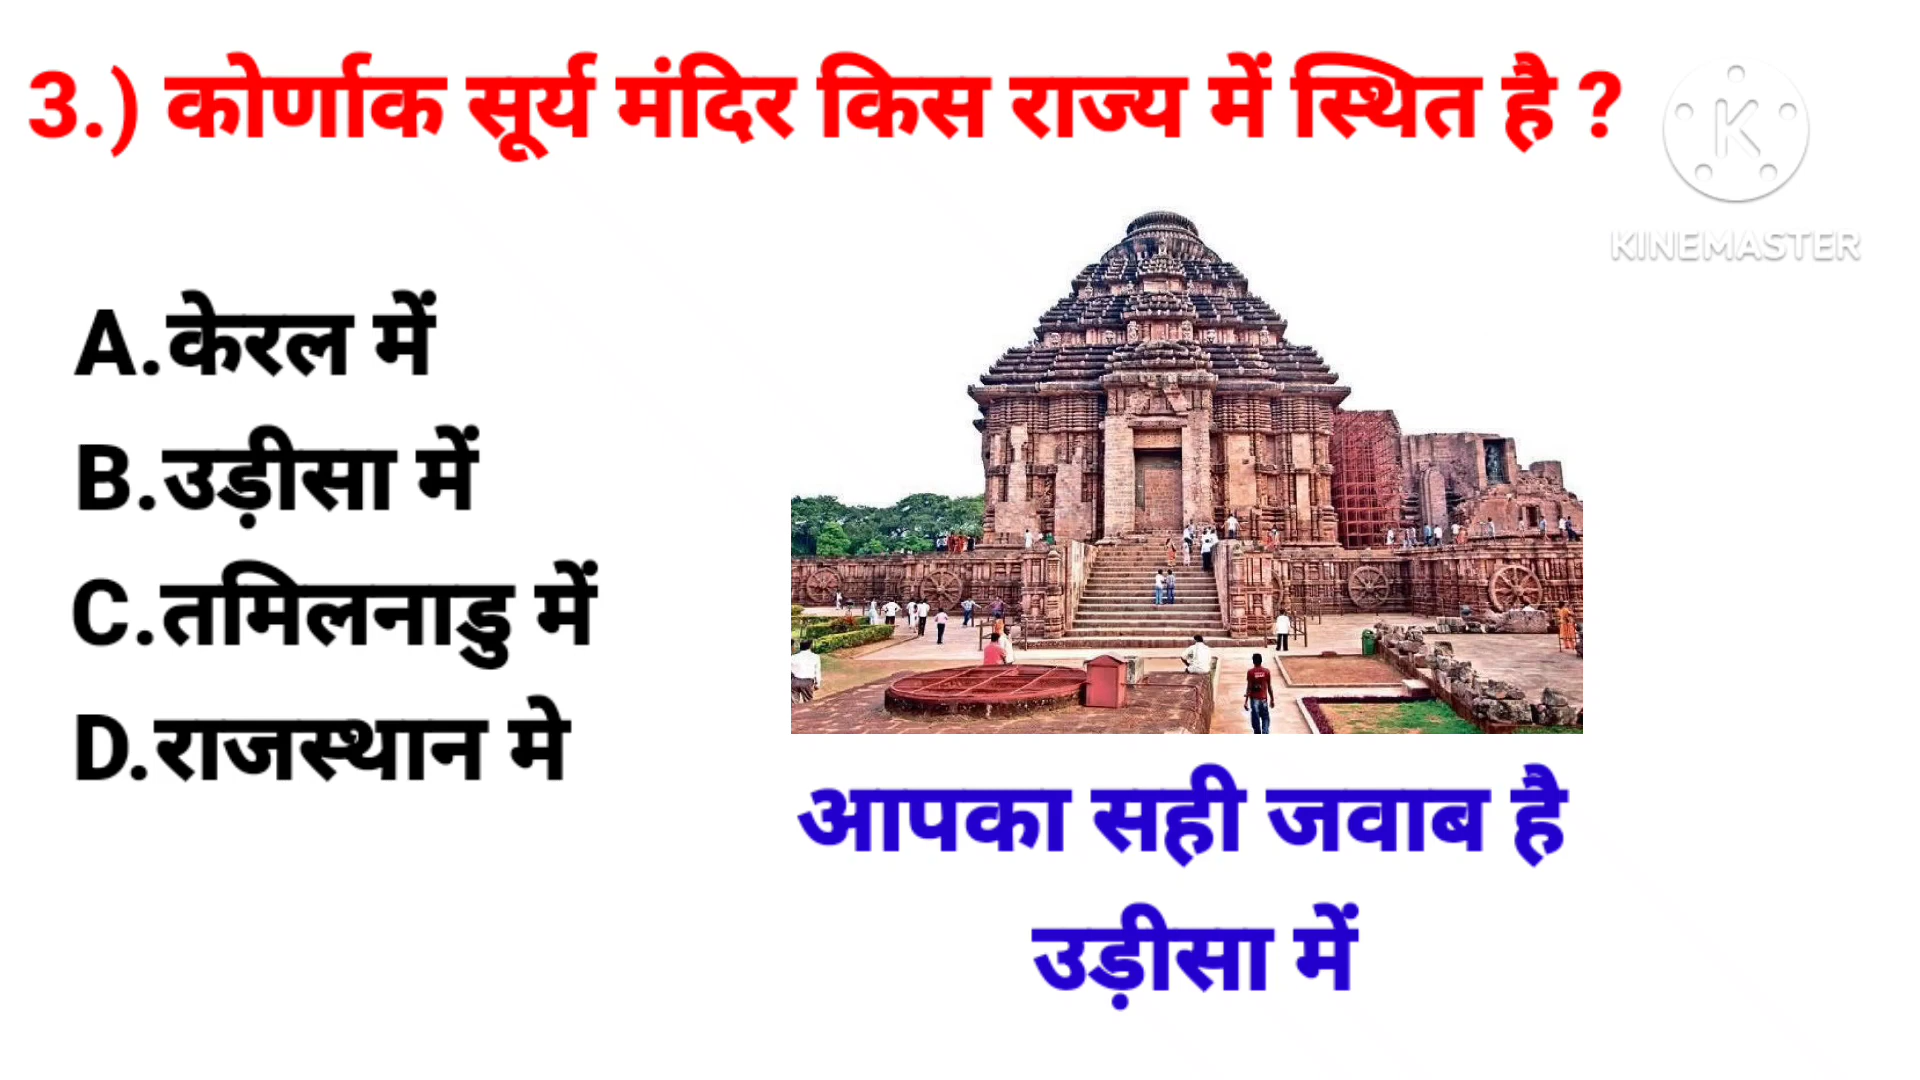 3.) कोर्णाक सूर्य मंदिर किस राज्य में स्थित है ?
K
KINEMASTER
A.केरल में
B.उड़ीसा में
C.तमिलनाडु में
D.राजस्थान मे
आपका सही जवाब है
उड़ीसा में